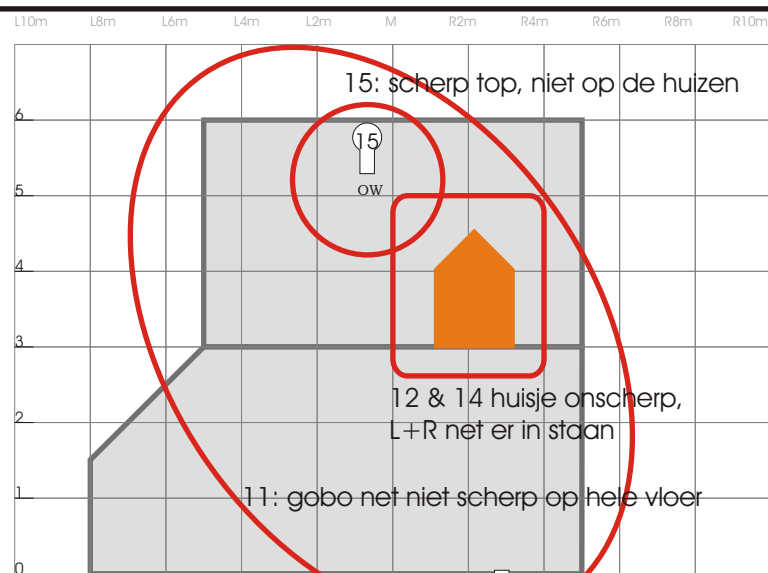 L10m L8m L6m L4m L2m M R2m R4m R6m R8m R10m
15: scherp top, niet op de huizen
6
15
5
OW
4
3
12 & 14 huisje onscherp,
2
L+R net er in staan
1
11: gobo net niet scherp op hele vloer
0